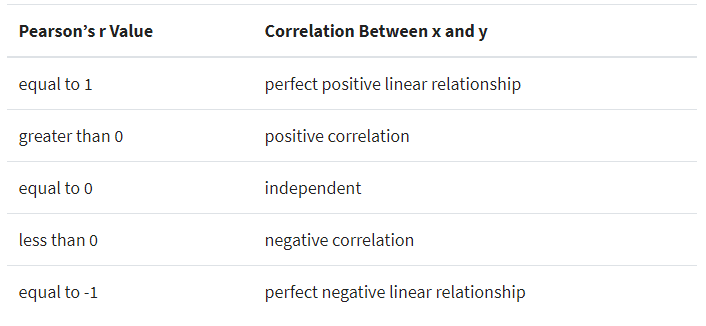 Pearson’s r Value Correlation Between x and y
equal to 1 perfect positive linear relationship
greater than 0 positive correlation
equal to 0 independent
less than 0 negative correlation
equal to -1 perfect negative linear relationship